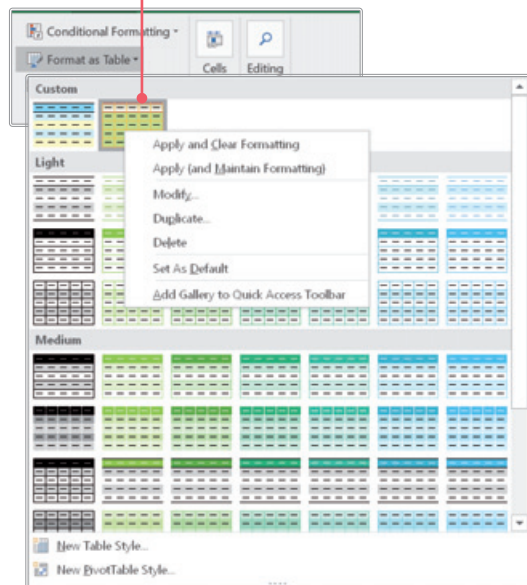 Conditional Formatting
Format as Table
Cells Editing
Custom
Apply and Clear Formatting
Apply (and Maintain Formatting)
Light
Modify...
Duplicate...
Delete
Set As Default
Add Gallery to Quick Access Toolbar
Medium
New Table Style...
New PivotTable Style...